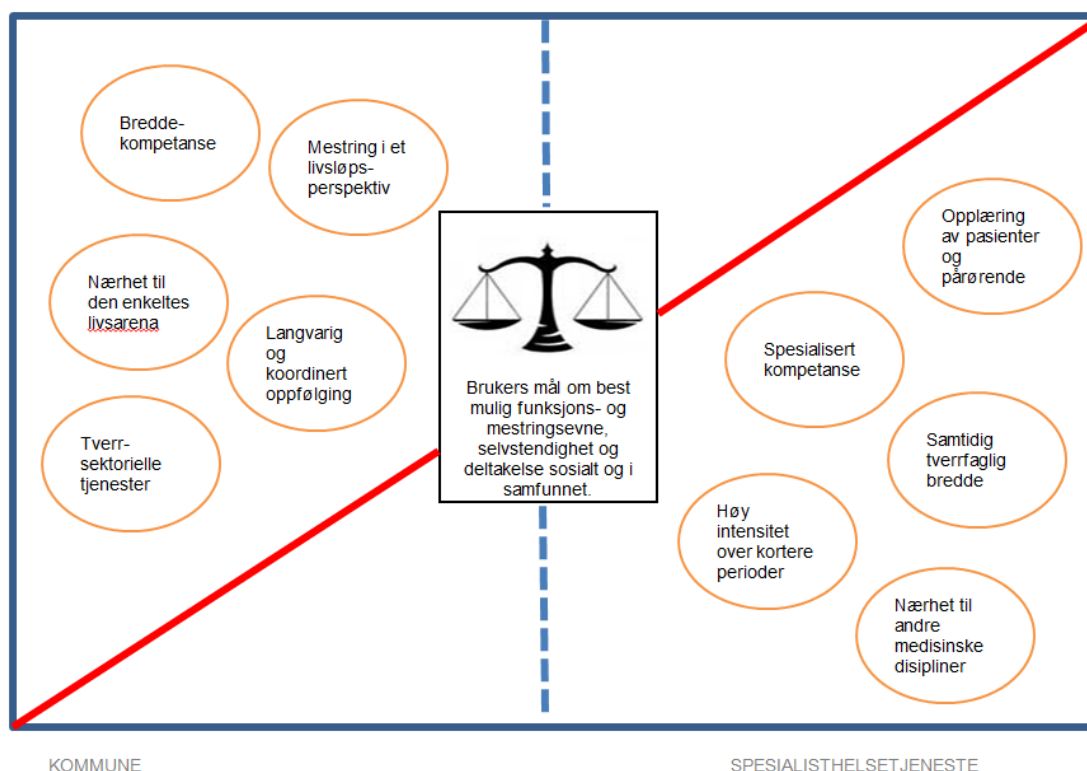 Bredde-
kompetanse
Mestring i et
livsløps-
perspektiv
Nærhet til
den enkeltes
livsarena
Langvarig
og
koordinert
oppfølging
Tverr-
sektorielle
tjenester
Brukers mål om best
mulig funksjons- og
mestringsevne,
selvstendighet og
deltakelse sosialt og i
samfunnet.
Opplæring
av pasienter
og
pårørende
Spesialisert
kompetanse
Samtidig
tverrfaglig
bredde
Høy
intensitet
over kortere
perioder
Nærhet til
andre
medisinske
disipliner
KOMMUNE
SPESIALISTHELSETJENESTE